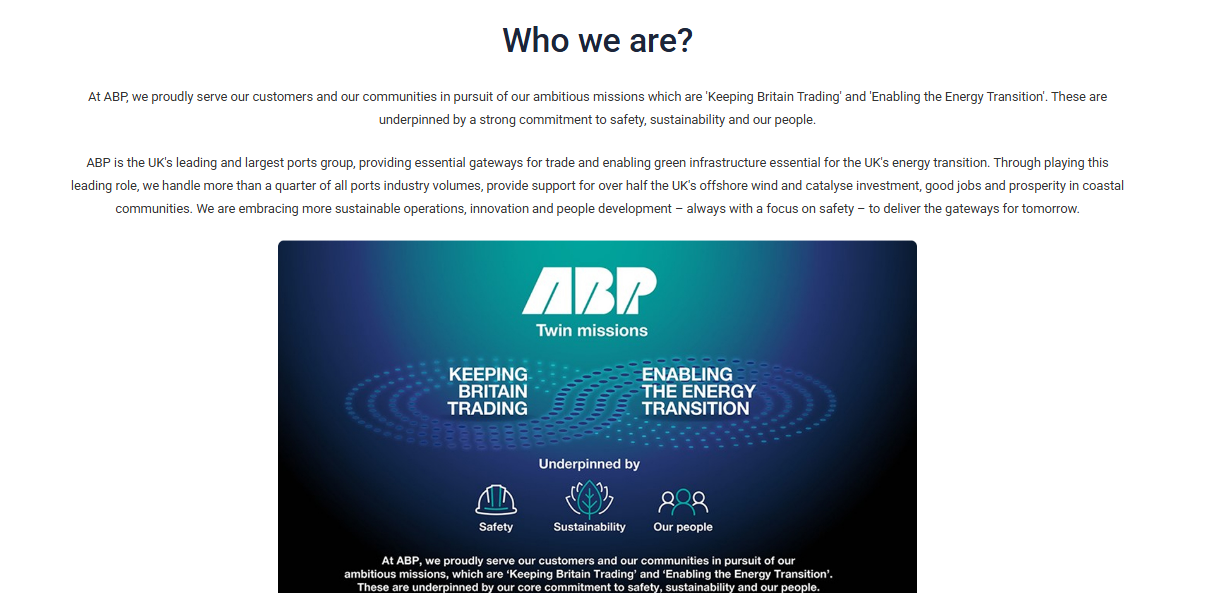 Who we are?
At ABP, we proudly serve our customers and our communities in pursuit of our ambitious missions which are 'Keeping Britain Trading' and 'Enabling the Energy Transition'. These are
underpinned by a strong commitment to safety, sustainability and our people.
ABP is the UK's leading and largest ports group, providing essential gateways for trade and enabling green infrastructure essential for the UK's energy transition. Through playing this
leading role, we handle more than a quarter of all ports industry volumes, provide support for over half the UK's offshore wind and catalyse investment, good jobs and prosperity in coastal
communities. We are embracing more sustainable operations, innovation and people development – always with a focus on safety – to deliver the gateways for tomorrow.
ABP
Twin missions
KEEPING
BRITAIN
TRADING
ENABLING
THE ENERGY
TRANSITION
Underpinned by
Safety
Sustainability
Our people
At ABP, we proudly serve our customers and our communities in pursuit of our
ambitious missions, which are ‘Keeping Britain Trading’ and ‘Enabling the Energy Transition’.
These are underpinned by our core commitment to safety, sustainability and our people.